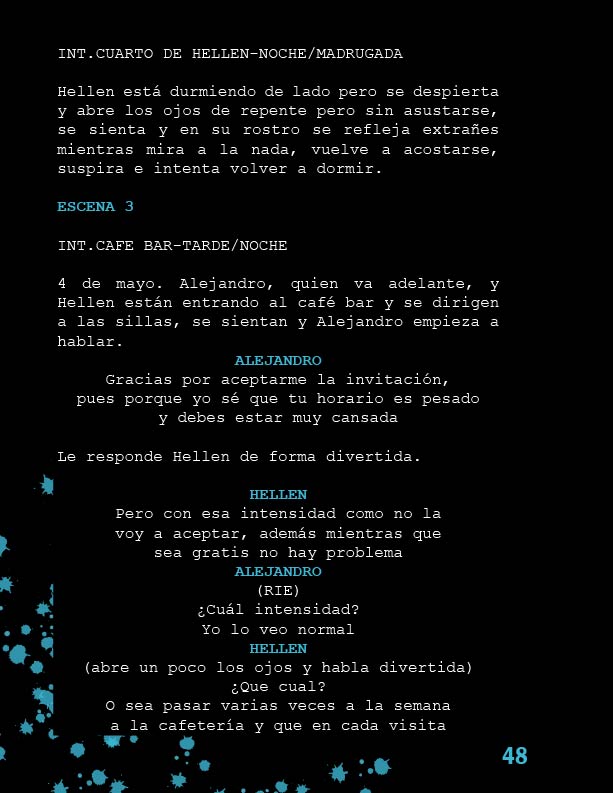 INT.CUARTO DE HELLEN-NOCHE/MADRUGADA
Hellen está durmiendo de lado pero se despierta
y abre los ojos de repente pero sin asustarse,
se sienta y en su rostro se refleja extrañes
mientras mira a la nada, vuelve a acostarse,
suspira e intenta volver a dormir.
ESCENA 3
INT.CAFE BAR-TARDE/NOCHE
4 de mayo. Alejandro, quien va adelante, y
Hellen están entrando al café bar y se dirigen
a las sillas, se sientan y Alejandro empieza a
hablar.
ALEJANDRO
Gracias por aceptarme la invitación,
pues porque yo sé que tu horario es pesado
y debes estar muy cansada
Le responde Hellen de forma divertida.
HELLEN
Pero con esa intensidad como no la
voy a aceptar, además mientras que
sea gratis no hay problema
ALEJANDRO
(RIE)
¿Cuál intensidad?
Yo lo veo normal
HELLEN
(abre un poco los ojos y habla divertida)
¿Que cual?
O sea pasar varias veces a la semana
a la cafetería y que en cada visita
48